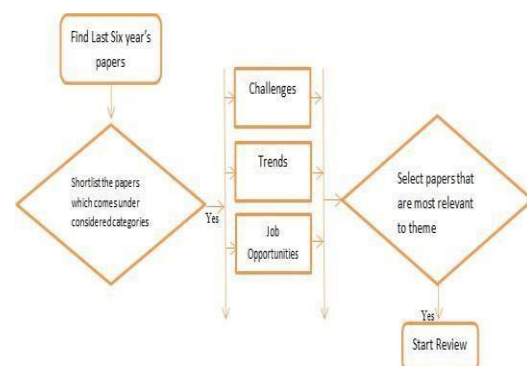 Find Last Six year's
papers
Shortlist the papers
which comes under
considered categories
Yes
Challenges
Trends
Job
Opportunities
Select papers that
are most relevant
to theme
Yes
Start Review